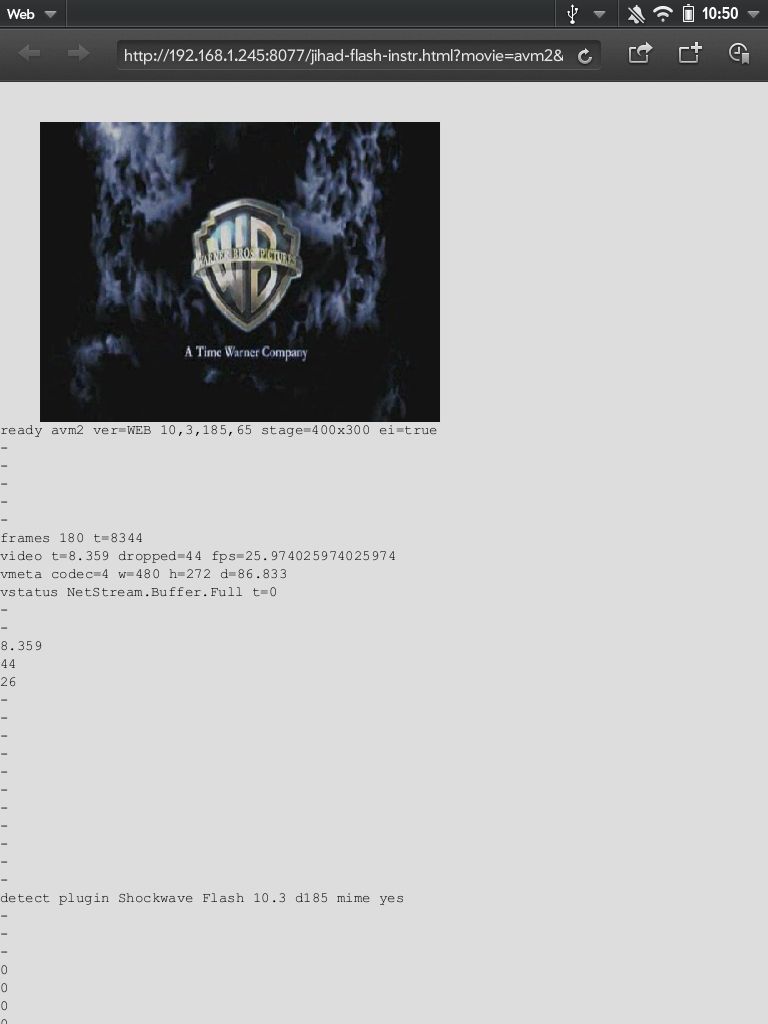 Web 10:50
http://192.168.1.245:8077/jihad-flash-instr.html?movie=avm2&
WARNER BROS. PICTURES
A Time Warner Company
ready avm2 ver=WEB 10,3,185,65 stage=400x300 ei=true
-
-
-
-
-
frames 180 t=8344
video t=8.359 dropped=44 fps=25.974025974025974
vmeta codec=4 w=480 h=272 d=86.833
vstatus NetStream.Buffer.Full t=0
-
-
8.359
44
26
-
-
-
-
-
-
-
-
-
-
-
detect plugin Shockwave Flash 10.3 d185 mime yes
-
-
-
0
0
0
0